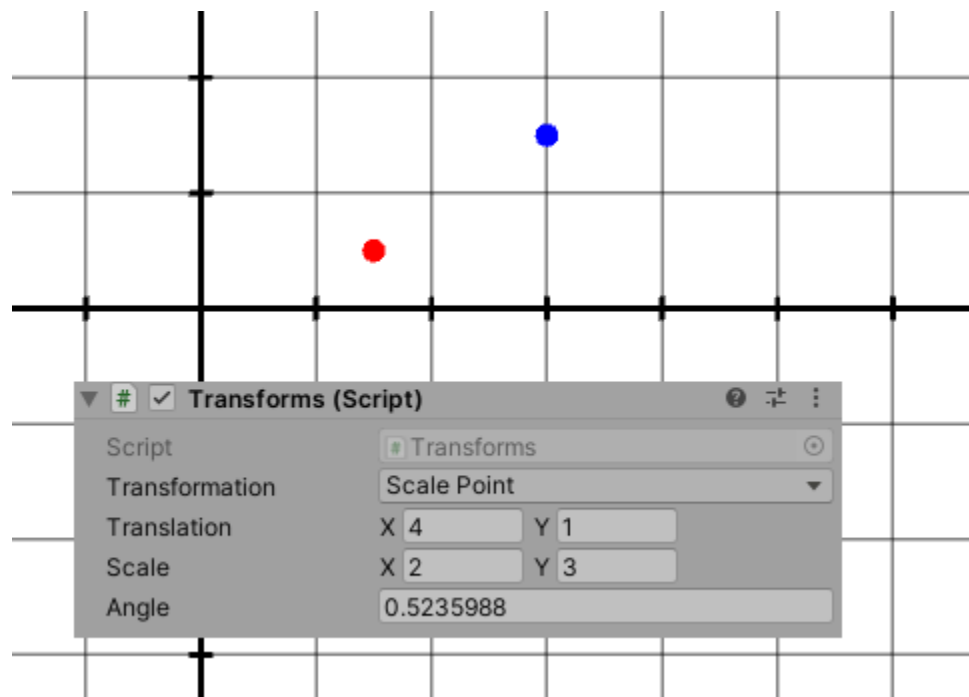 # Transforms (Script)
Script # Transforms
Transformation Scale Point
Translation X 4 Y 1
Scale X 2 Y 3
Angle 0.5235988